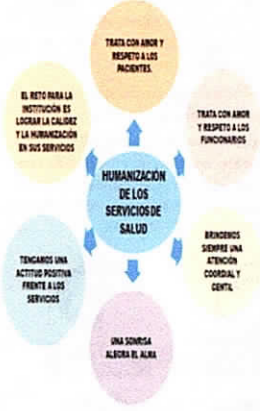 TRATA CON AMOR Y
RESPETO A LOS
PACIENTES.
EL RETO PARA LA
INSTITUCIÓN ES
LOGRAR LA CALIDEZ
Y LA HUMANIZACIÓN
EN SUS SERVICIOS
TRATA CON AMOR
Y RESPETO A LOS
FUNCIONARIOS
HUMANIZACIÓN
DE LOS
SERVICIOS DE
SALUD
TENGAMOS UNA
ACTITUD POSITIVA
FRENTE A LOS
SERVICIOS
BRINDEMOS
SIEMPRE UNA
ATENCIÓN
COORDIAL Y
GENTIL
UNA SONRISA
ALEGRA EL ALMA